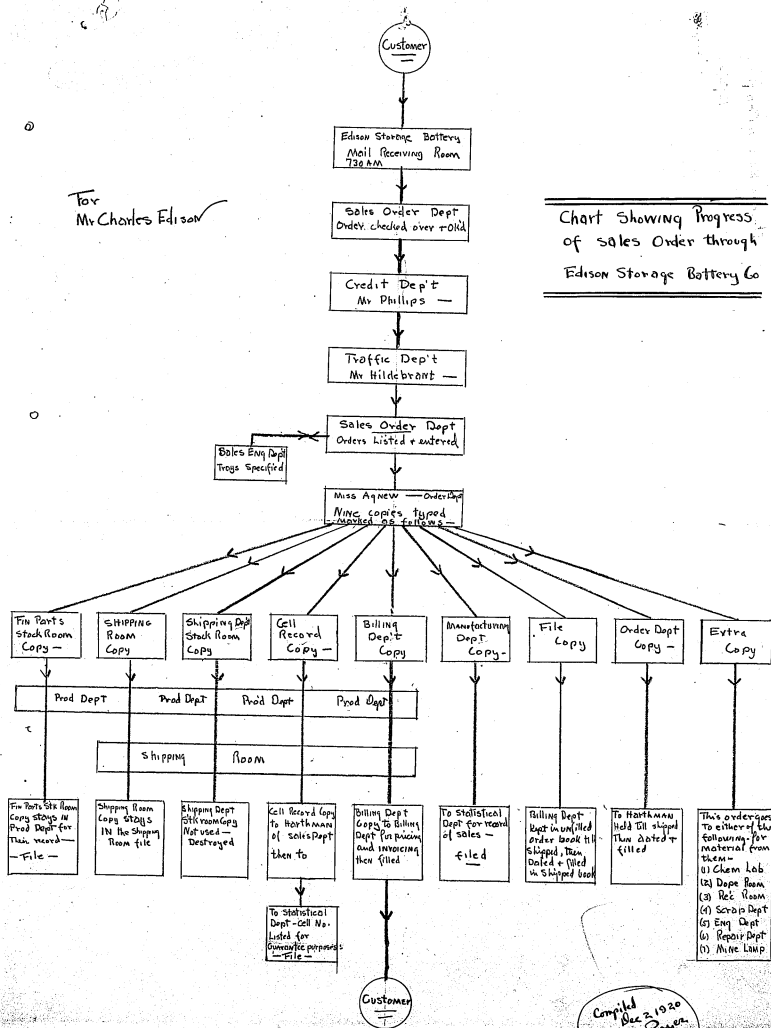 Customer
Edison Storage Battery
Mail Receiving Room
730 AM
For
Mr Charles Edison
Chart Showing Progress
of Sales Order through
Edison Storage Battery Co
Sales Order Dept
Order checked over + OK'd
Credit Dep't
Mr Phillips —
Traffic Dep't
Mr Hildebrant —
Sales Order Dept
Orders Listed + entered
Sales Eng Dep't
Trays Specified
Miss Agnew — Order Dept
Nine copies typed
— marked as follows —
Fin Parts
Stock Room
Copy —
Shipping
Room
Copy
Shipping Dep't
Stock Room
Copy
Cell
Record
Copy —
Billing
Dep't
Copy
Manufacturing
Dept
Copy -
File
Copy
Order Dept
Copy —
Extra
Copy
Prod Dept
Prod Dept
Prod Dept
Prod Dept
Shipping Room
Fin Parts Stk Room
Copy stays in
Prod Dept for
Their record —
— File —
Shipping Room
Copy stays
in the Shipping
Room file
Shipping Dept
Stk room Copy
Not used —
Destroyed
Cell Record Copy
to Harthman
of Sales Dept
then to
Billing Dept
Copy to Billing
Dept for pricing
and invoicing
then filled
To Statistical
Dept for record
of sales —
filed
Billing Dept
Kept in unfilled
order book till
Shipped, then
Dated + filled
in Shipped book
To Harthman
Held till shipped
Then dated +
filled
This order goes
To either of the
following for
material from
them —
(1) Chem Lab
(2) Dope Room
(3) Rec Room
(4) Scrap Dept
(5) Eng Dept
(6) Repair Dept
(7) Mine Lamp
To Statistical
Dept - Cell No.
Listed for
Guarantee purposes
— File —
Customer
Compiled
Dec 2 1920